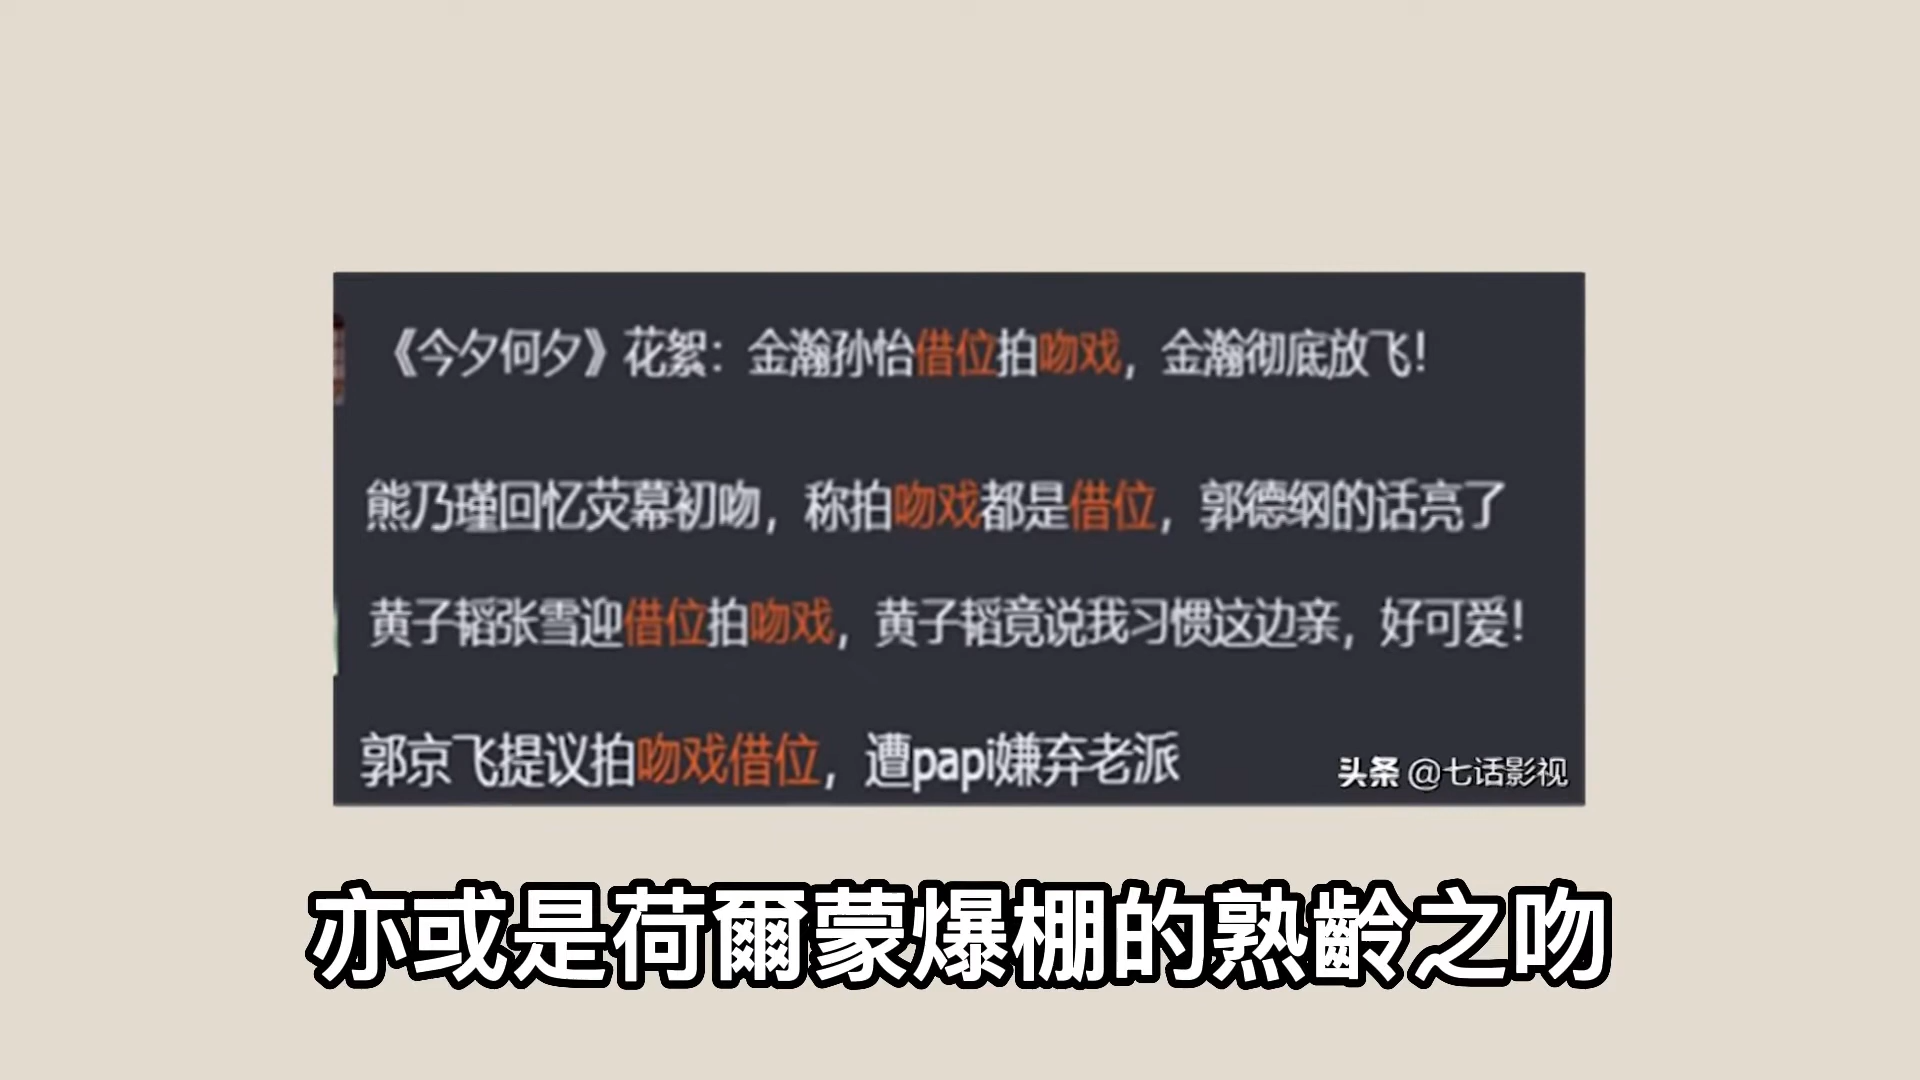 《今夕何夕》花絮：金瀚孙怡借位拍吻戏，金瀚彻底放飞！
熊乃瑾回忆荧幕初吻，称拍吻戏都是借位，郭德纲的话亮了
黄子韬张雪迎借位拍吻戏，黄子韬竟说我习惯这边亲，好可爱！
郭京飞提议拍吻戏借位，遭papi嫌弃老派
头条 @七话影视
亦或是荷爾蒙爆棚的熟齡之吻